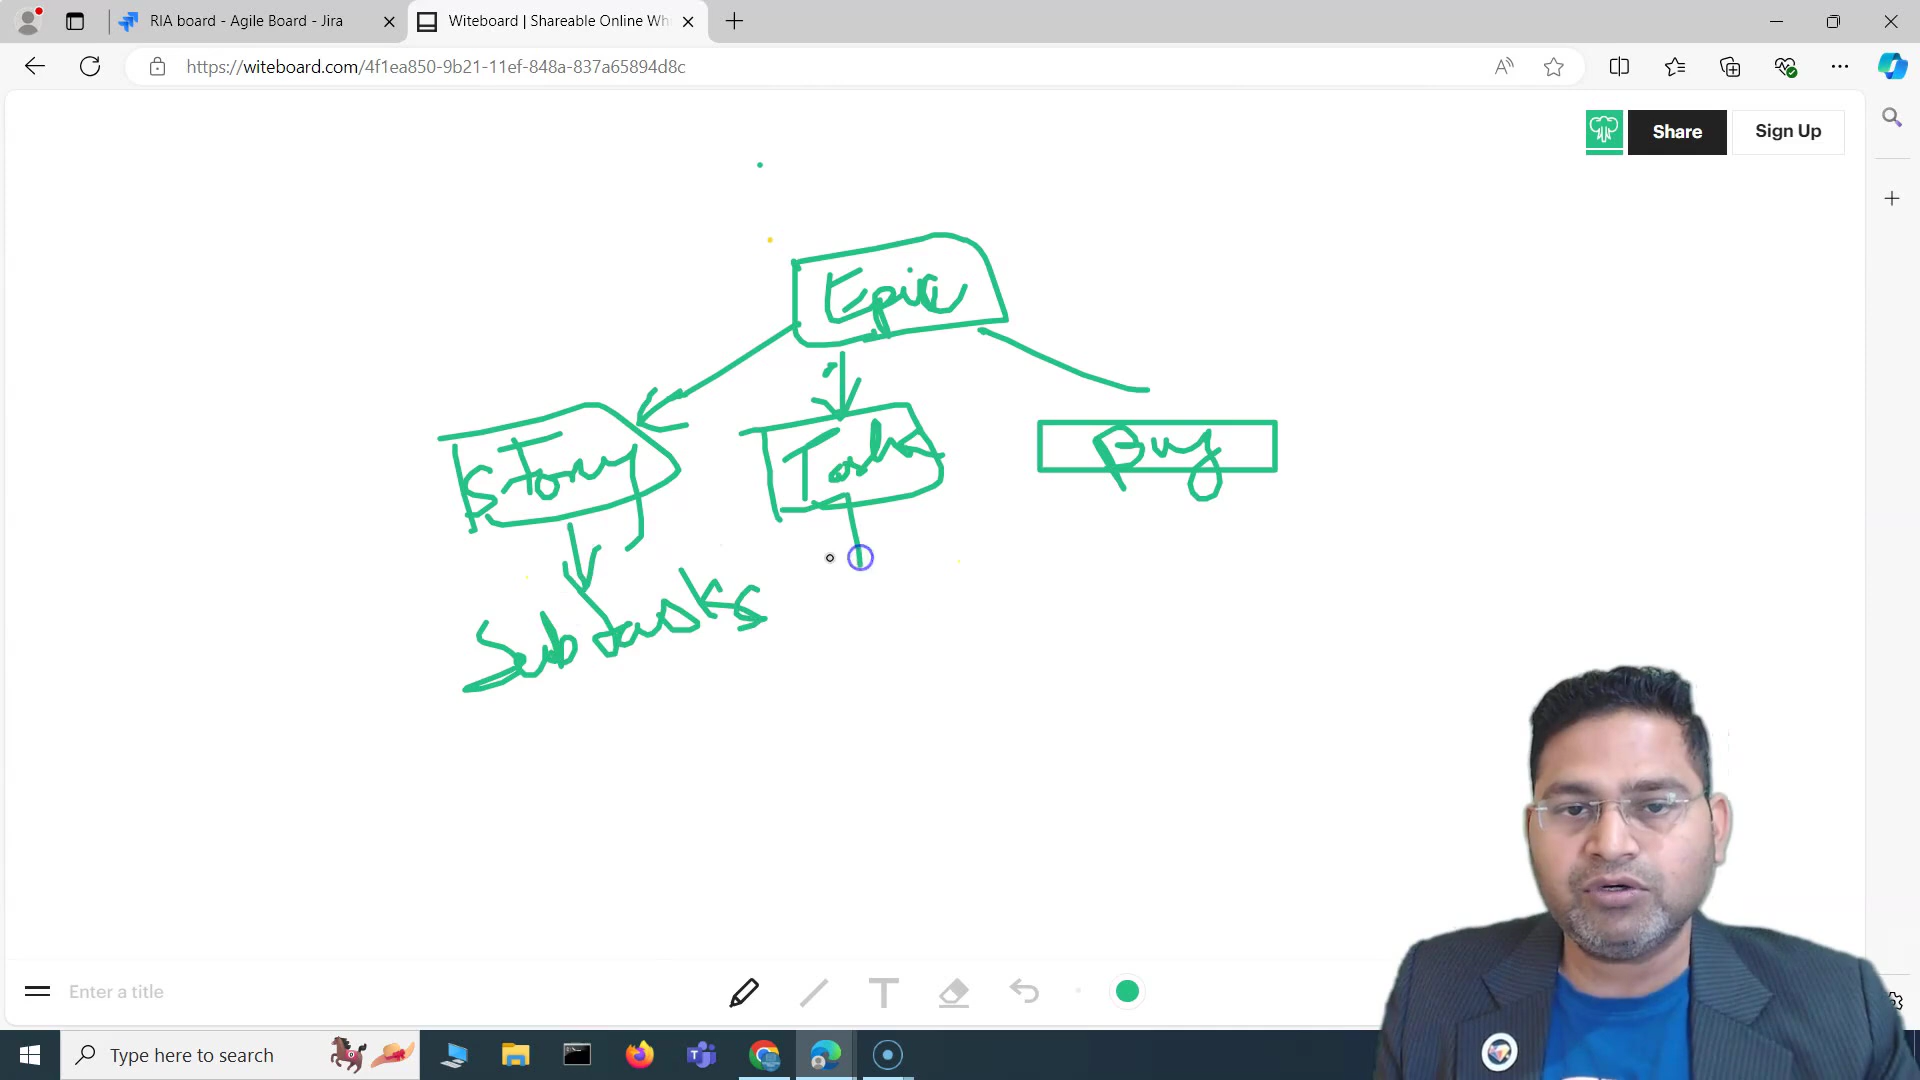 RIA board - Agile Board - Jira
Witeboard | Shareable Online Wh
https://witeboard.com/4f1ea850-9b21-11ef-848a-837a65894d8c
Share
Sign Up
Epic
Story
Task
Bug
Subtasks
Enter a title
Type here to search